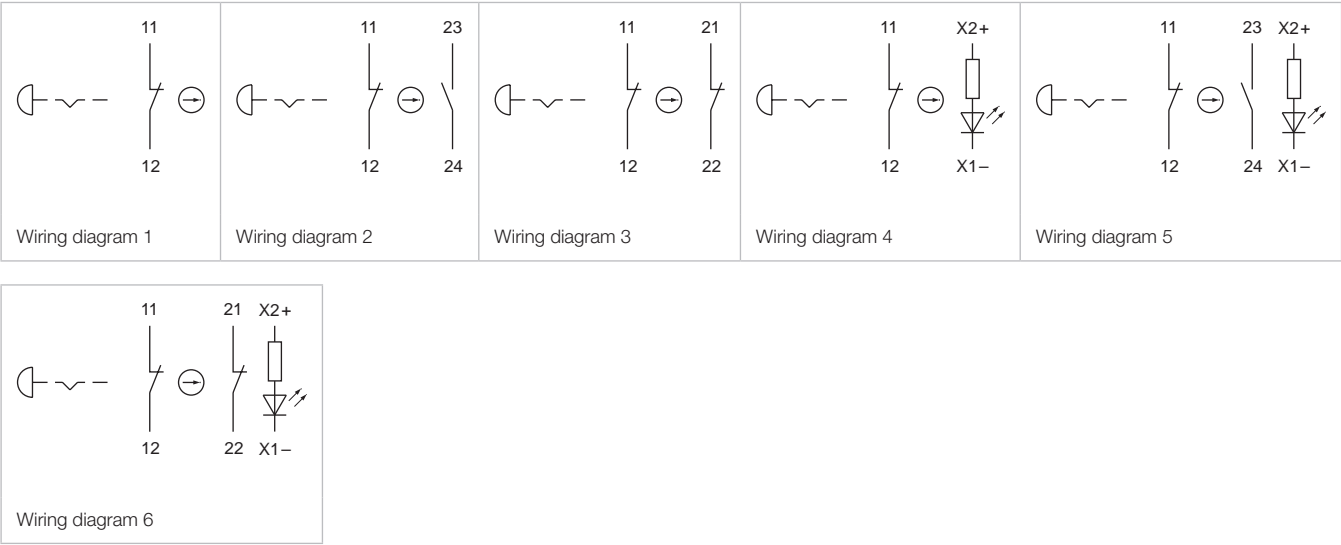 11 11 23 11 21 11 X2+ 11 23 X2+
12 12 24 12 22 12 X1– 12 24 X1–
Wiring diagram 1 Wiring diagram 2 Wiring diagram 3 Wiring diagram 4 Wiring diagram 5
11 21 X2+
12 22 X1–
Wiring diagram 6